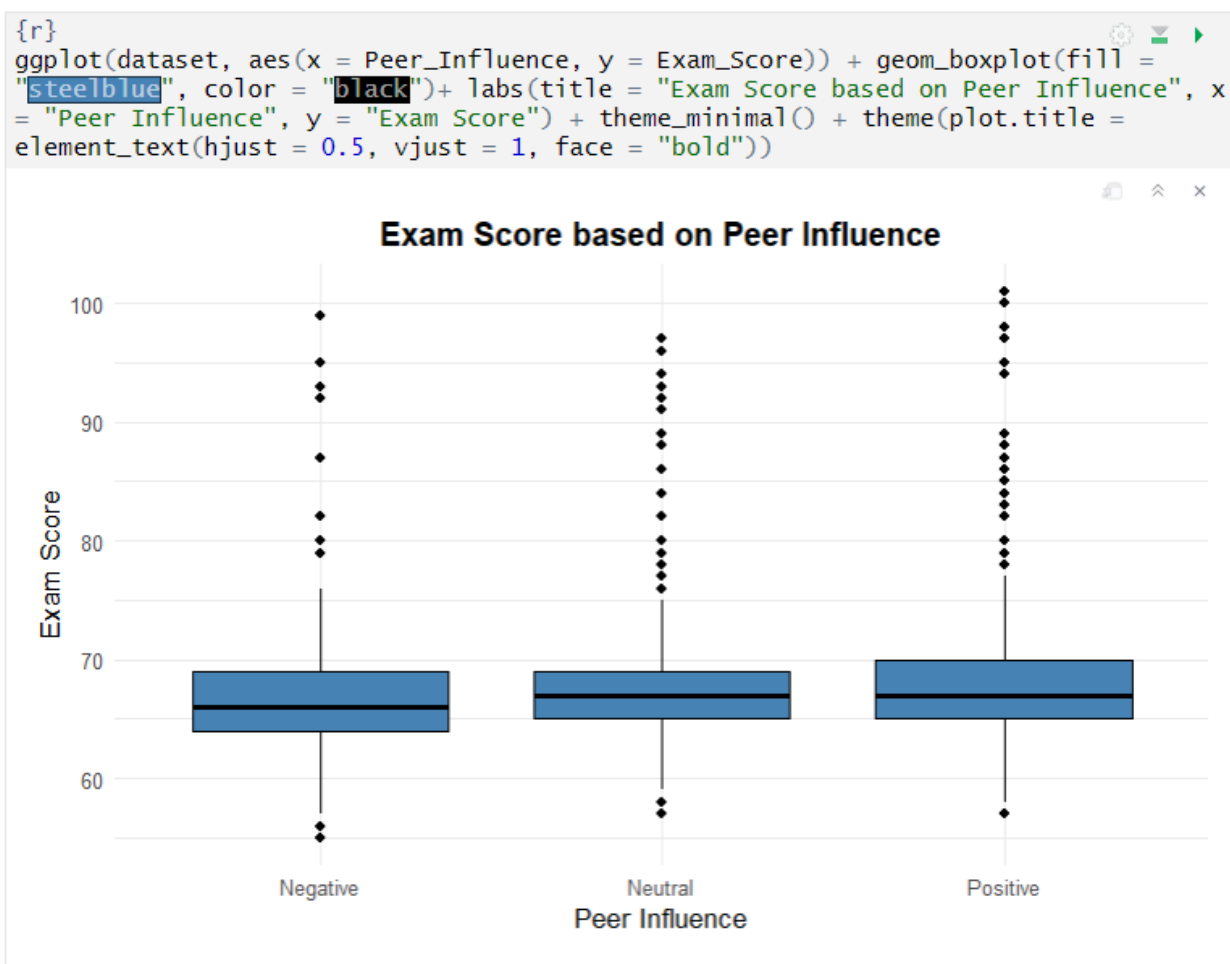 {r}
ggplot(dataset, aes(x = Peer_Influence, y = Exam_Score)) + geom_boxplot(fill =
"steelblue", color = "black")+ labs(title = "Exam Score based on Peer Influence", x
= "Peer Influence", y = "Exam Score") + theme_minimal() + theme(plot.title =
element_text(hjust = 0.5, vjust = 1, face = "bold"))
Exam Score based on Peer Influence
100
90
80
70
60
Exam Score
Negative Neutral Positive
Peer Influence